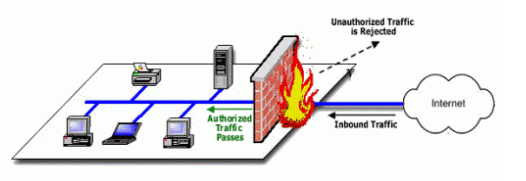 Unauthorized Traffic
is Rejected
Internet
Inbound Traffic
Authorized
Traffic
Passes